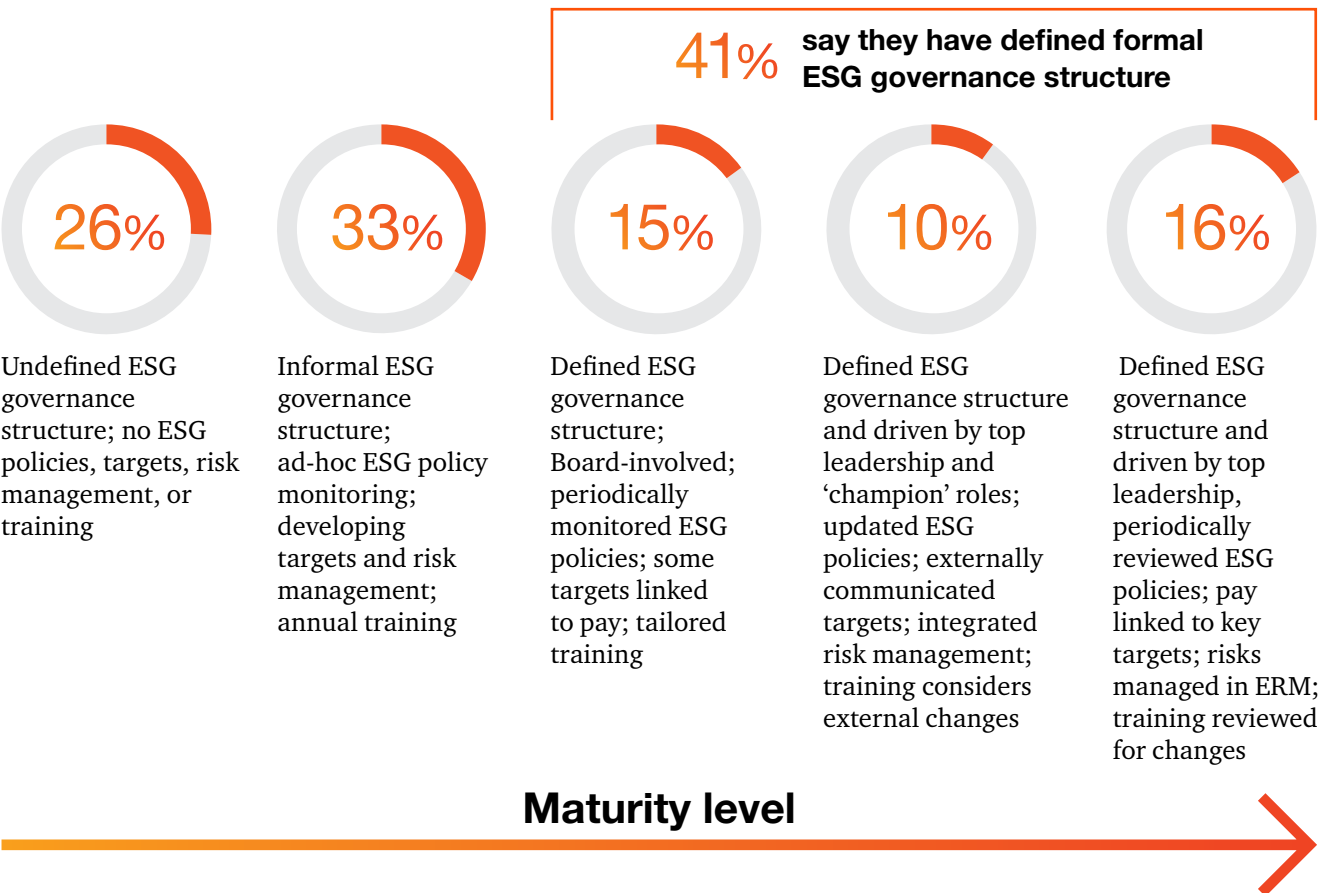 41%
say they have defined formal
ESG governance structure
26%
Undefined ESG
governance
structure; no ESG
policies, targets, risk
management, or
training
33%
Informal ESG
governance
structure;
ad-hoc ESG policy
monitoring;
developing
targets and risk
management;
annual training
15%
Defined ESG
governance
structure;
Board-involved;
periodically
monitored ESG
policies; some
targets linked
to pay; tailored
training
10%
Defined ESG
governance structure
and driven by top
leadership and
‘champion’ roles;
updated ESG
policies; externally
communicated
targets; integrated
risk management;
training considers
external changes
16%
Defined ESG
governance
structure and
driven by top
leadership,
periodically
reviewed ESG
policies; pay
linked to key
targets; risks
managed in ERM;
training reviewed
for changes
Maturity level